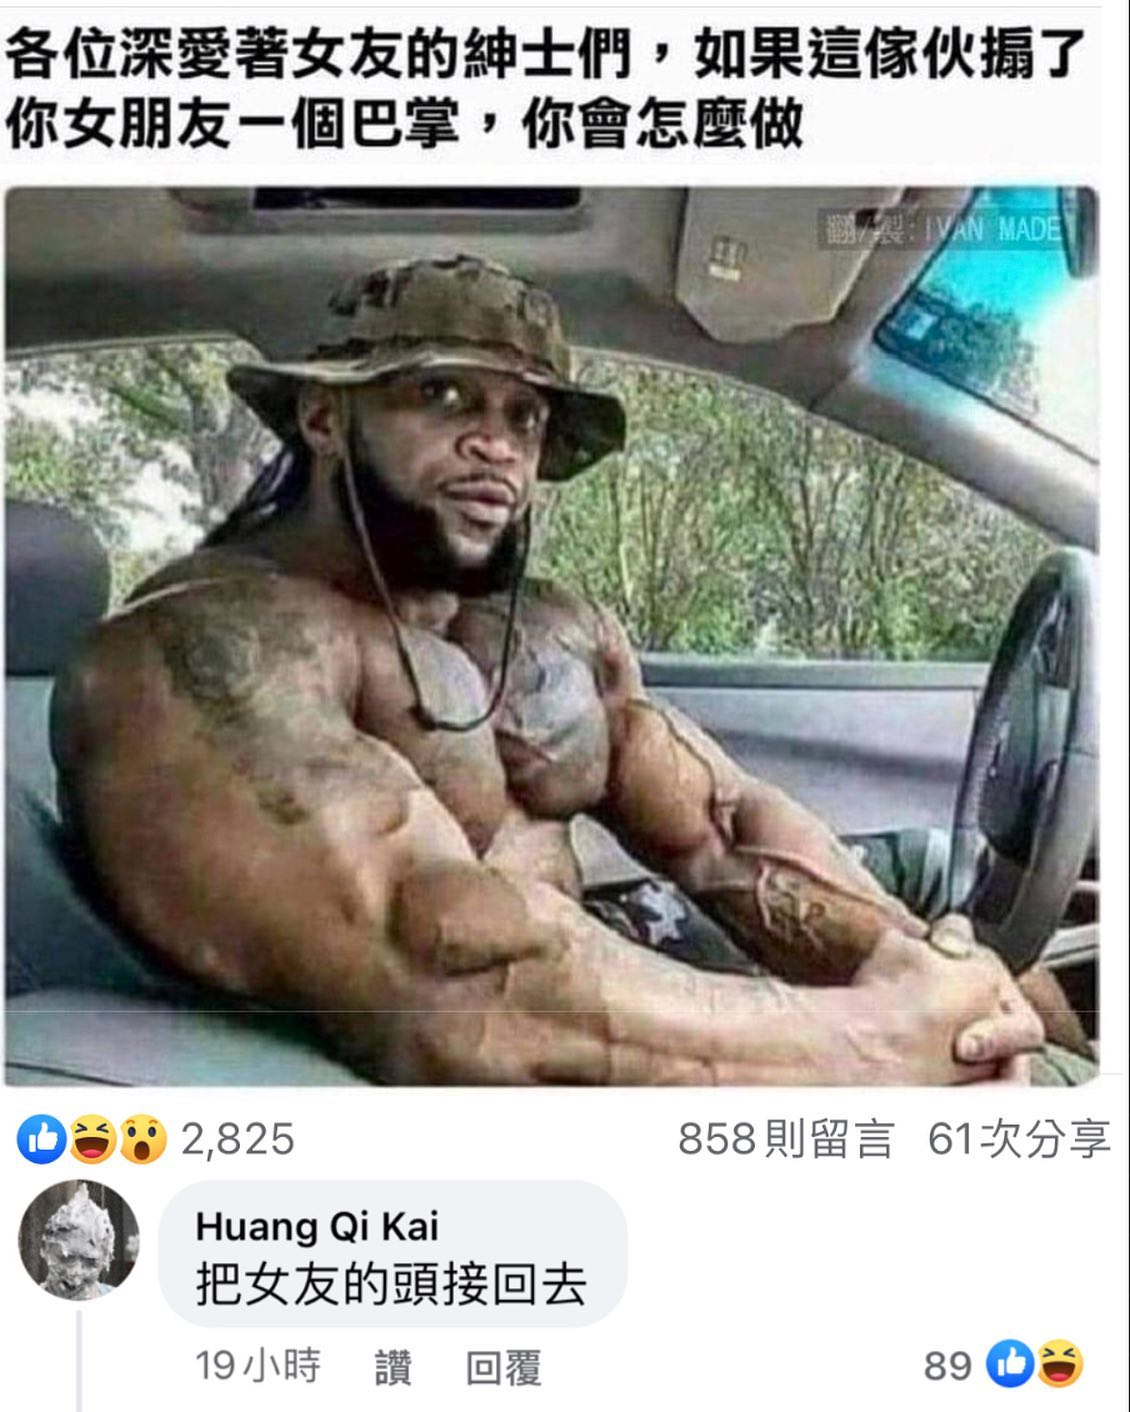 各位深愛著女友的紳士們，如果這傢伙搧了
你女朋友一個巴掌，你會怎麼做
翻/製:IVAN MADE
2,825
858則留言 61次分享
Huang Qi Kai
把女友的頭接回去
19小時 讚 回覆
89